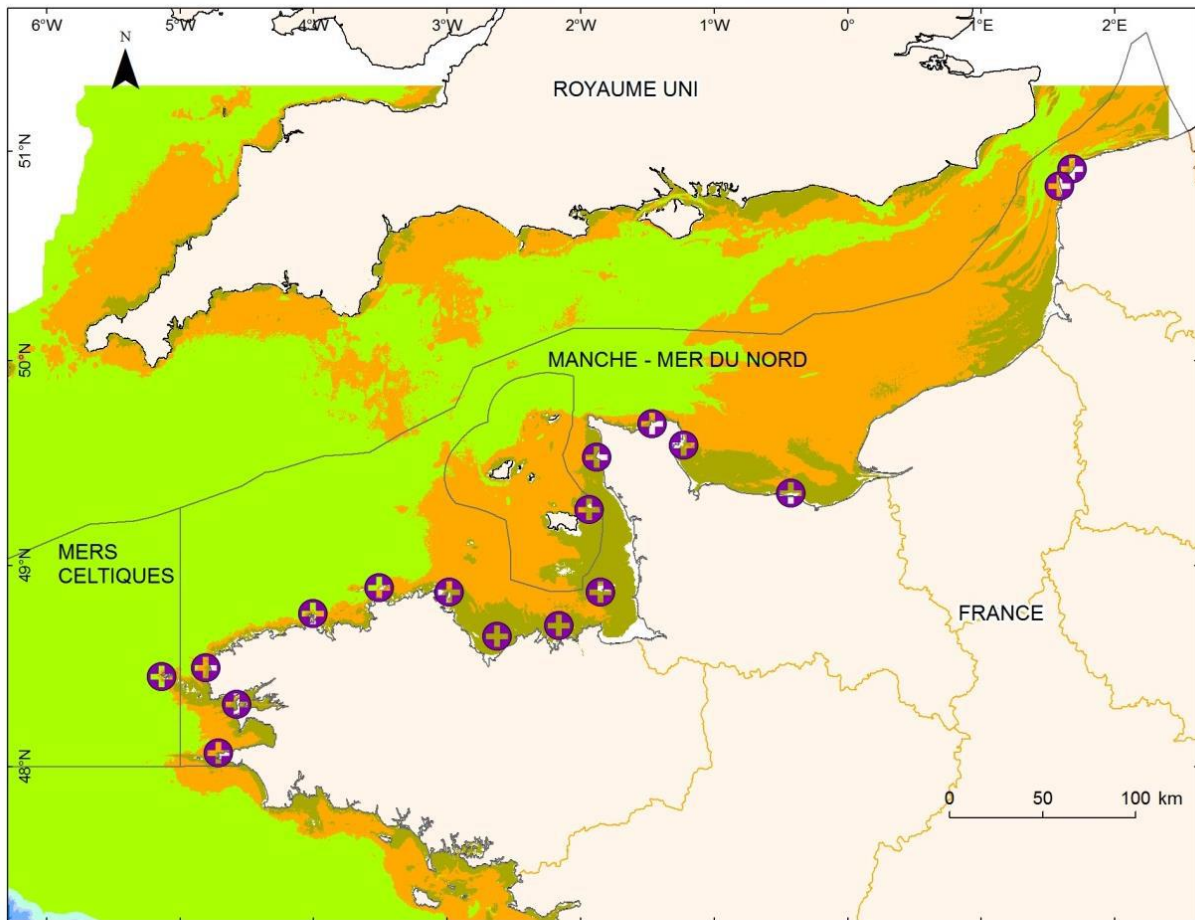 6°W 5°W 4°W 3°W 2°W 1°W 0° 1°E 2°E
N
ROYAUME UNI
51°N
50°N
MANCHE - MER DU NORD
49°N
MERS
CELTIQUES
FRANCE
48°N
0 50 100 km